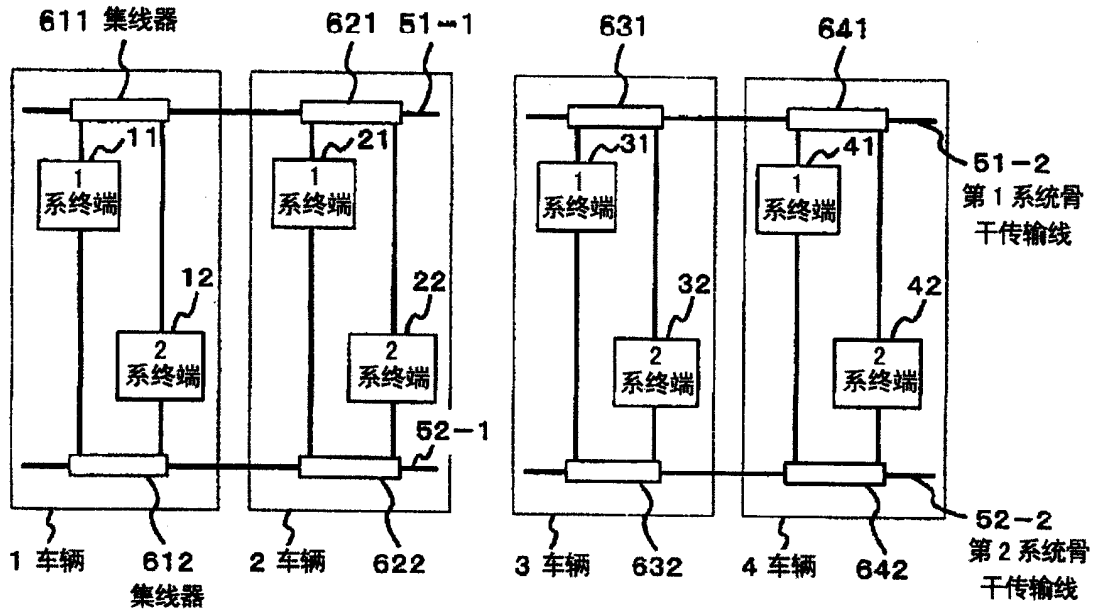 611 集线器
621
51-1
631
641
11
21
31
41
1
系终端
1
系终端
1
系终端
1
系终端
51-2
第1系统骨
干传输线
12
22
32
42
2
系终端
2
系终端
2
系终端
2
系终端
52-1
52-2
第2系统骨
干传输线
1 车辆
612
集线器
2 车辆
622
3 车辆
632
4 车辆
642